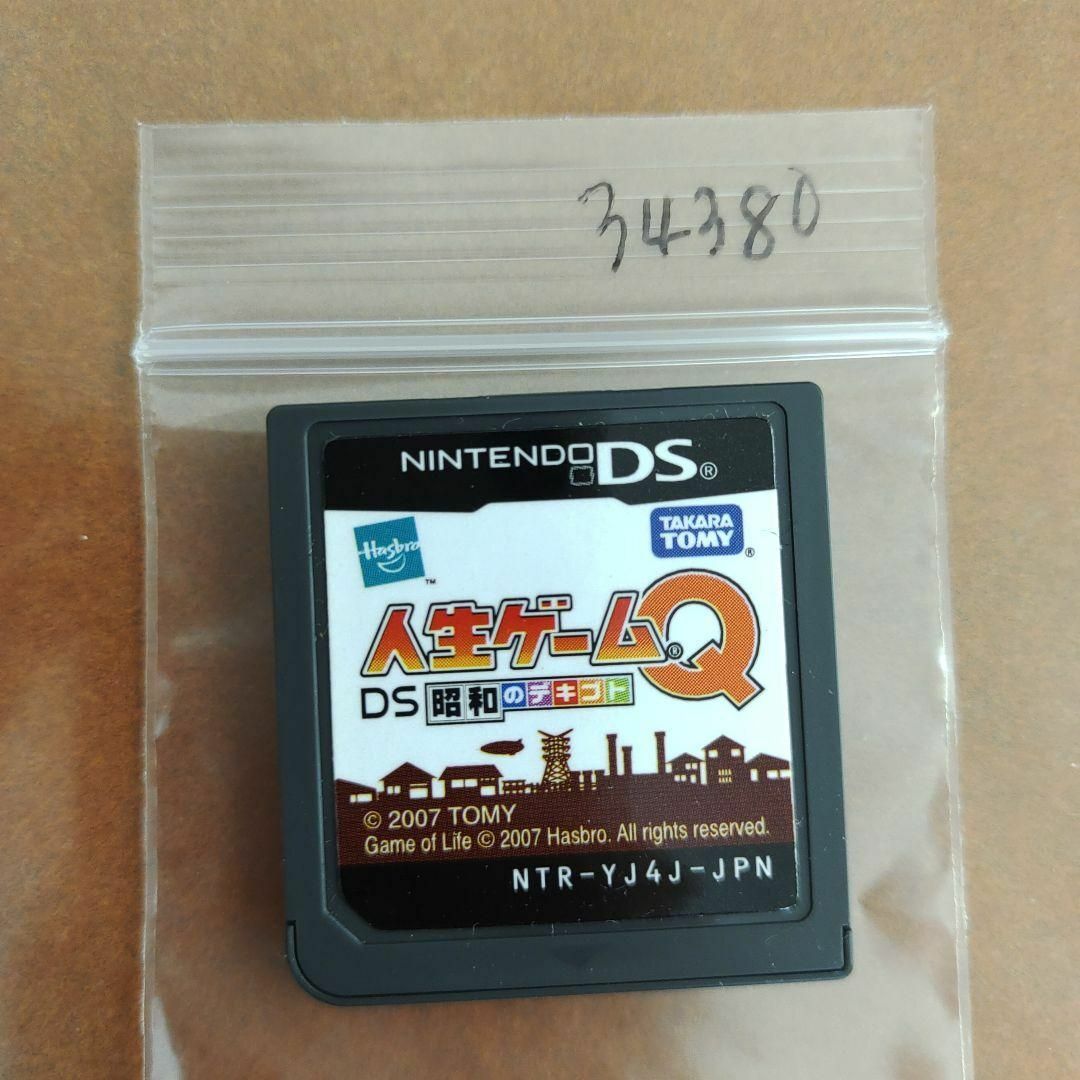 34380
NINTENDO DS®
Hasbro
™
TAKARA
TOMY
®
人生ゲーム®Q
DS 昭和のデキゴト
© 2007 TOMY
Game of Life © 2007 Hasbro. All rights reserved.
NTR-YJ4J-JPN